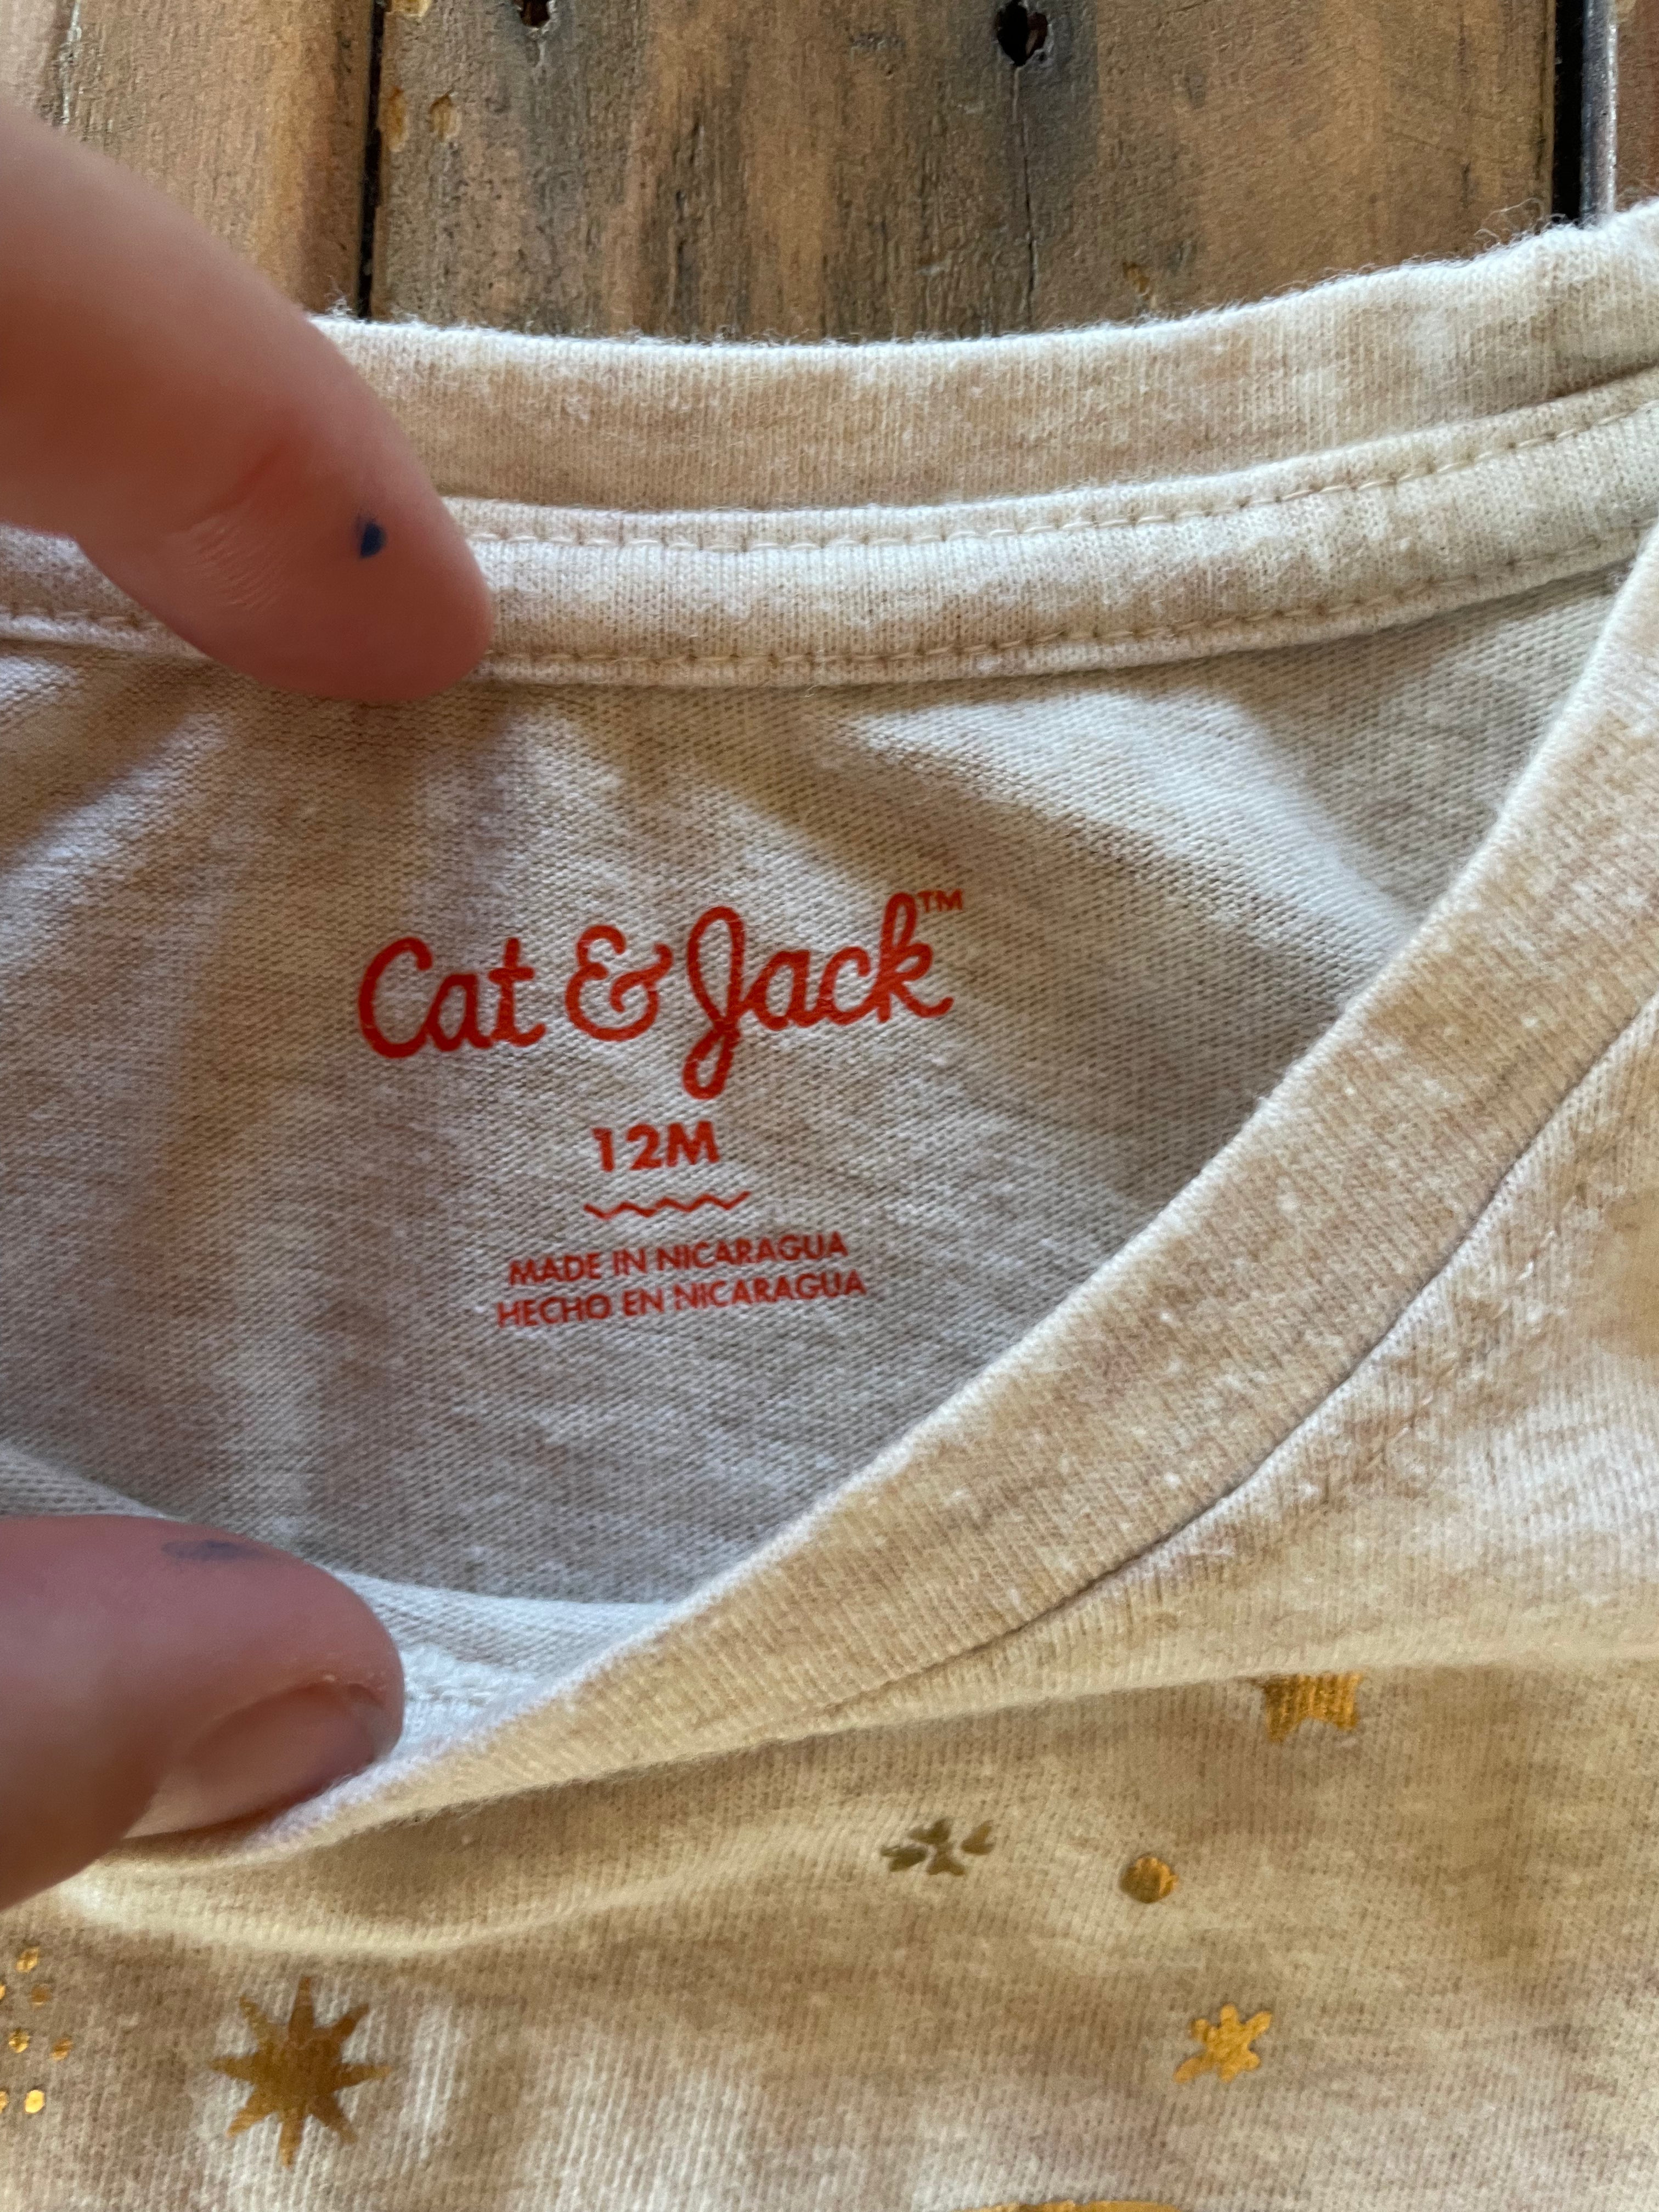 Cat & Jack™
12M
MADE IN NICARAGUA
HECHO EN NICARAGUA